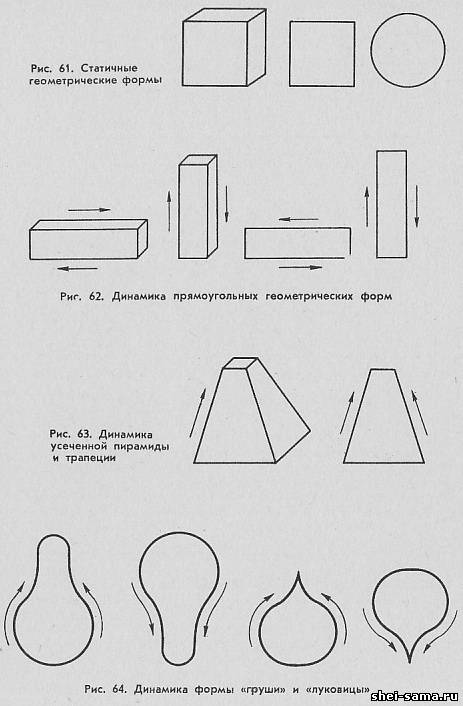 Рис. 61. Статичные
геометрические формы
Рис. 62. Динамика прямоугольных геометрических форм
Рис. 63. Динамика
усеченной пирамиды
и трапеции
Рис. 64. Динамика формы «груши» и «луковицы»
shei-sama.ru